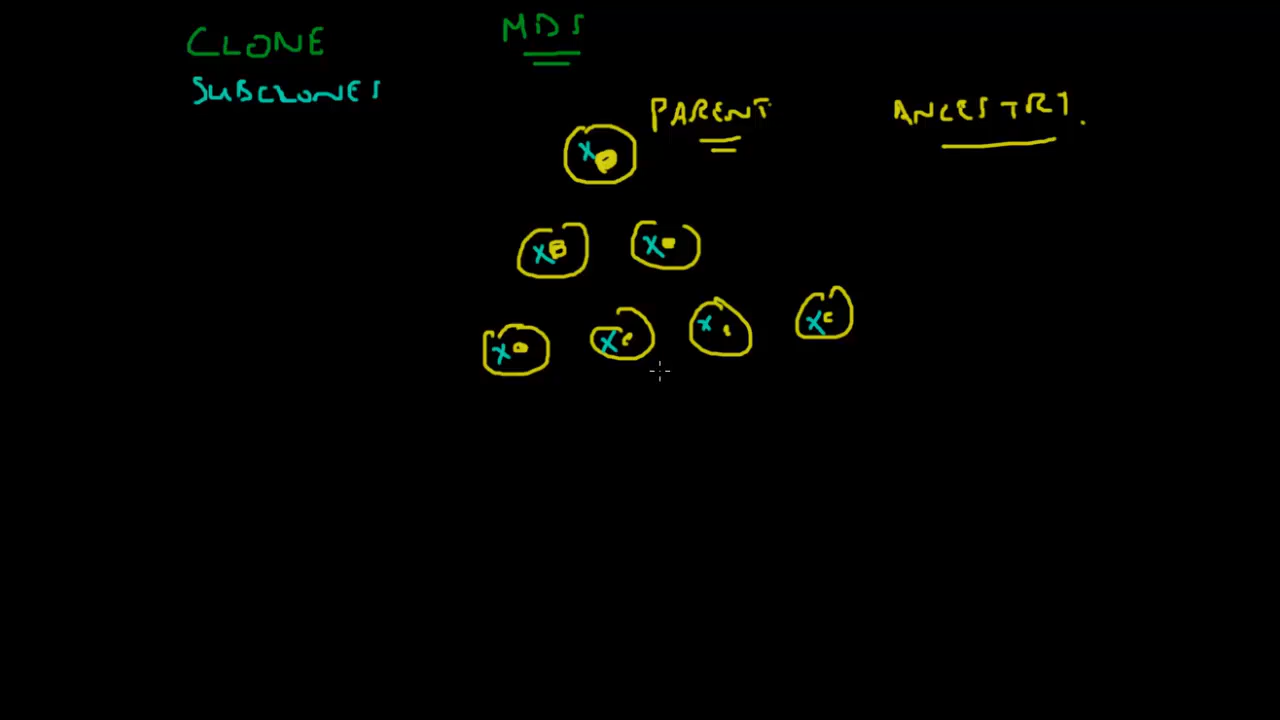 CLONE
MDS
SUBCLONES
PARENT
ANCESTRY.
X
X X
X X X X